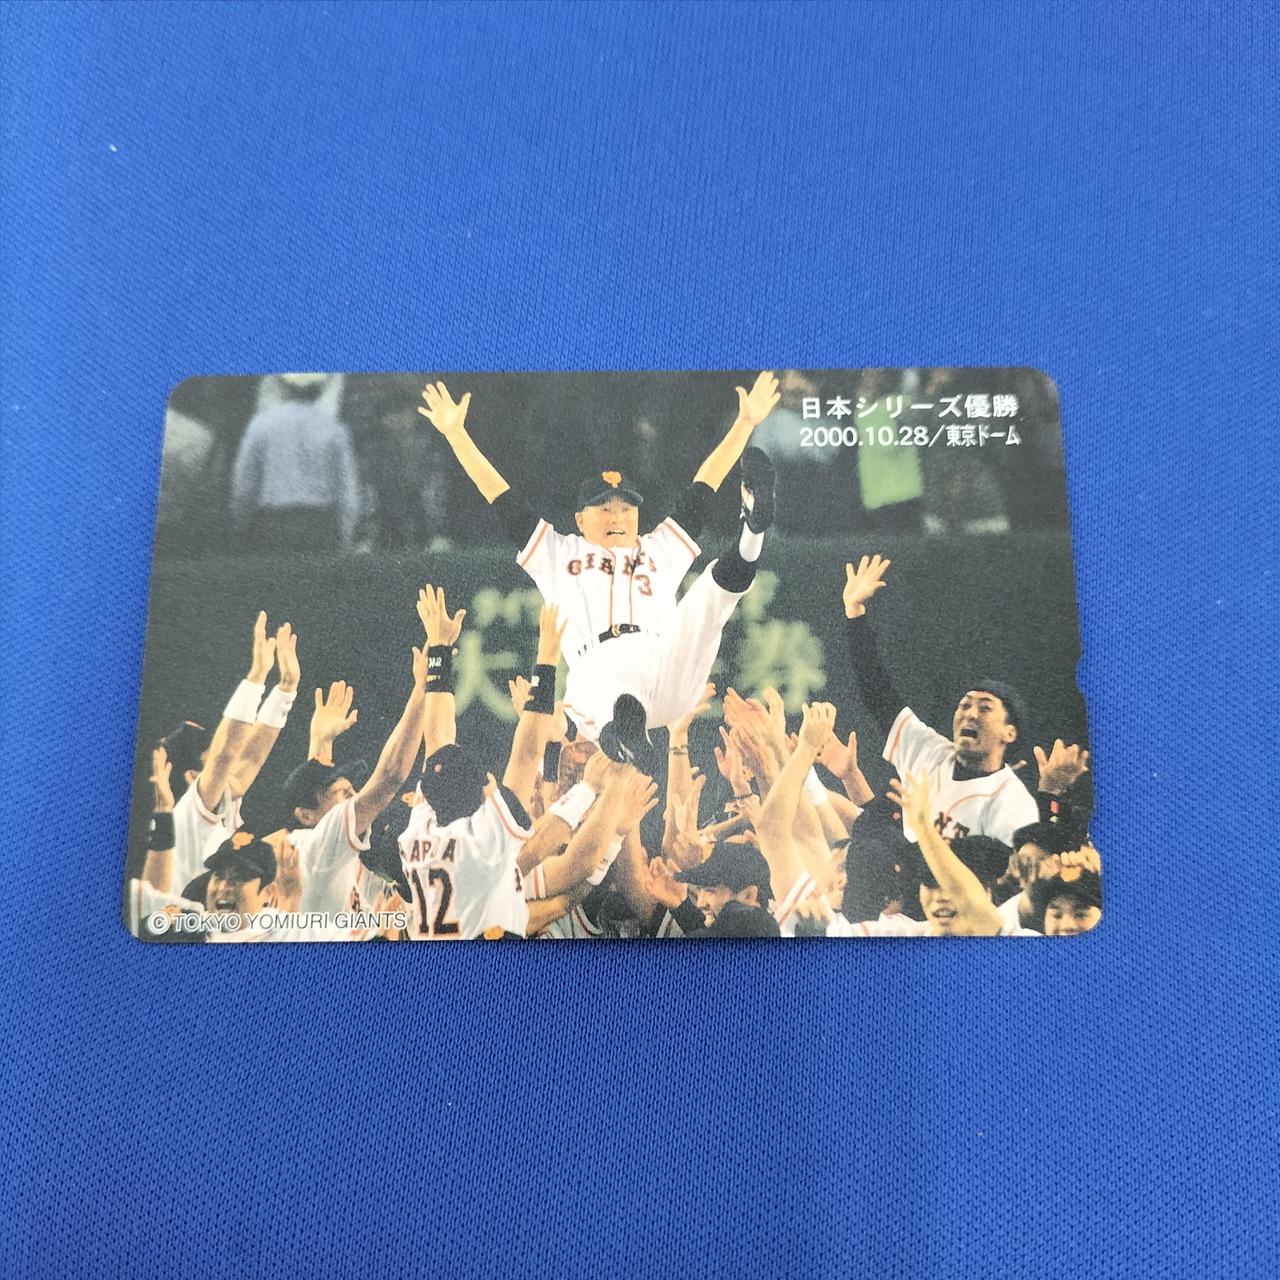 日本シリーズ優勝
2000.10.28／東京ドーム
GIANTS
3
12
© TOKYO YOMIURI GIANTS